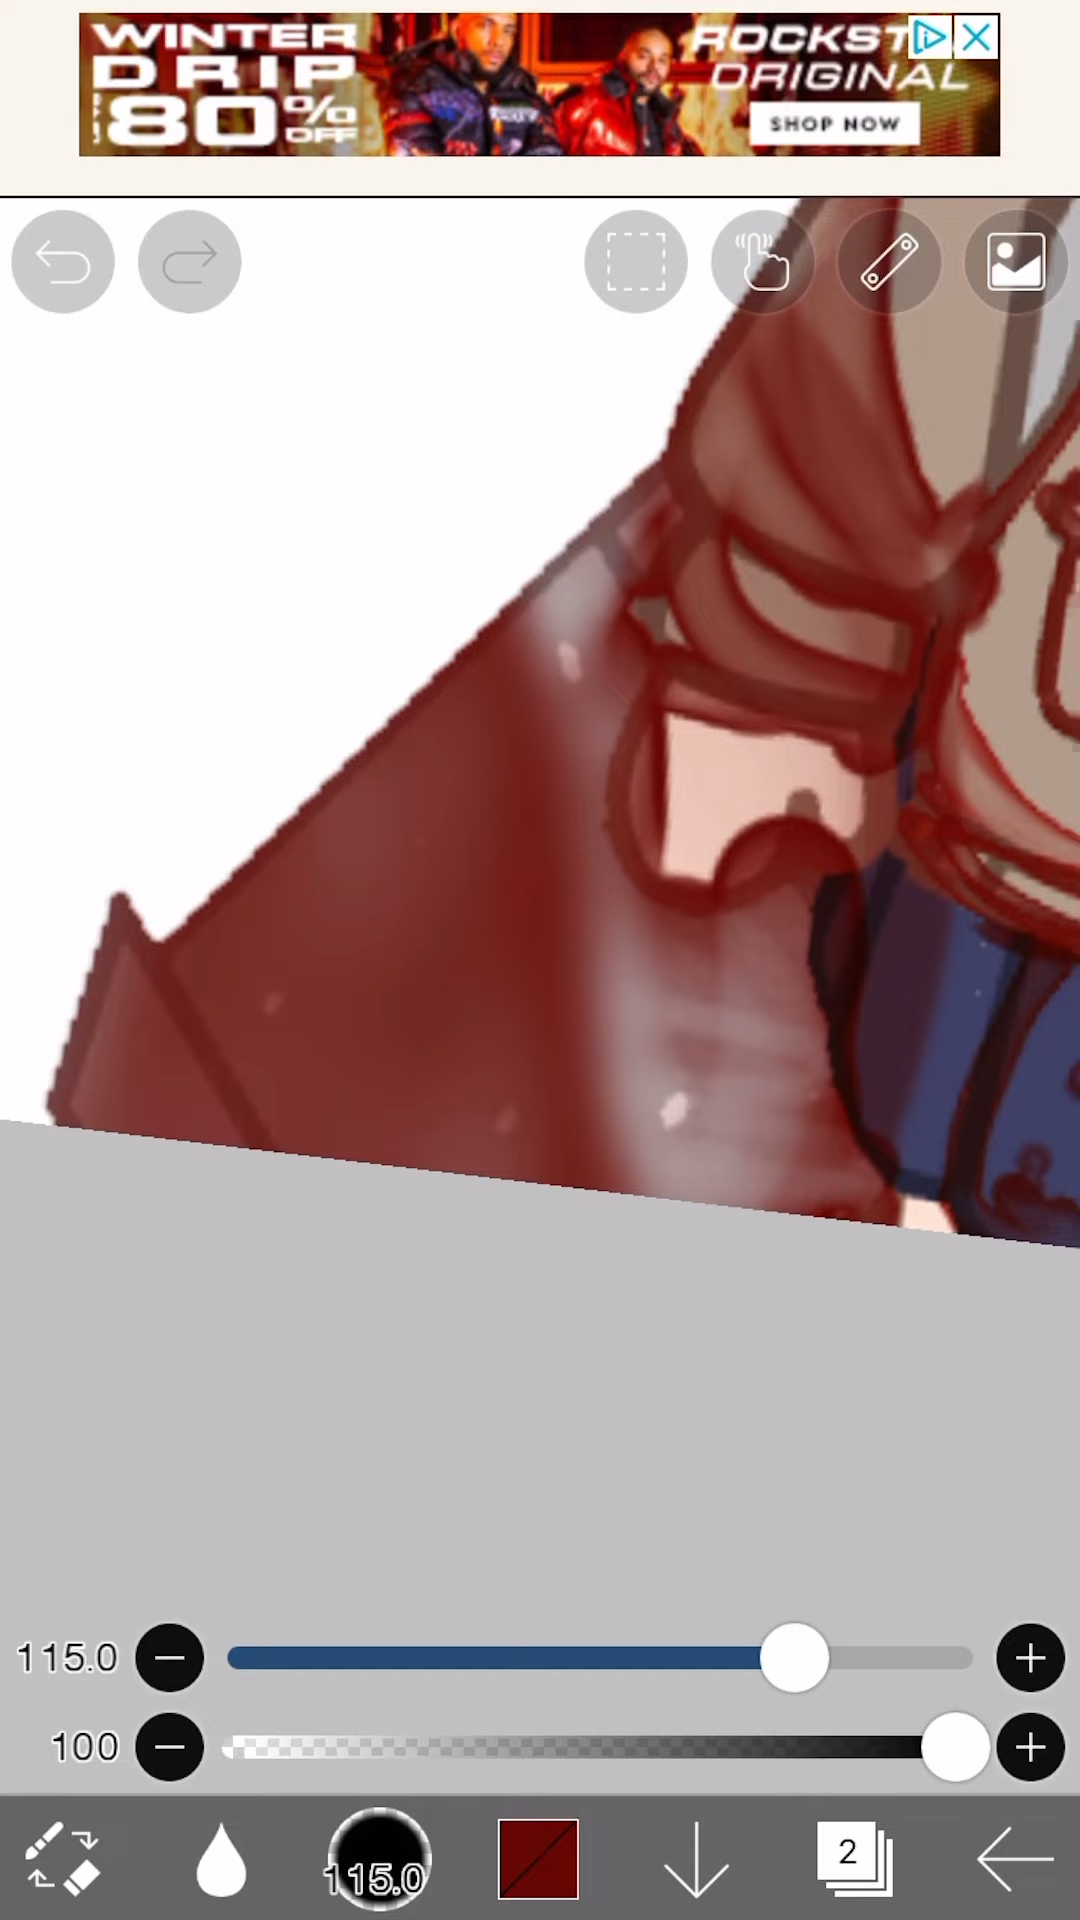 WINTER
DRIP
80% OFF
ROCKST
ORIGINAL
SHOP NOW
115.0
100
115.0
2